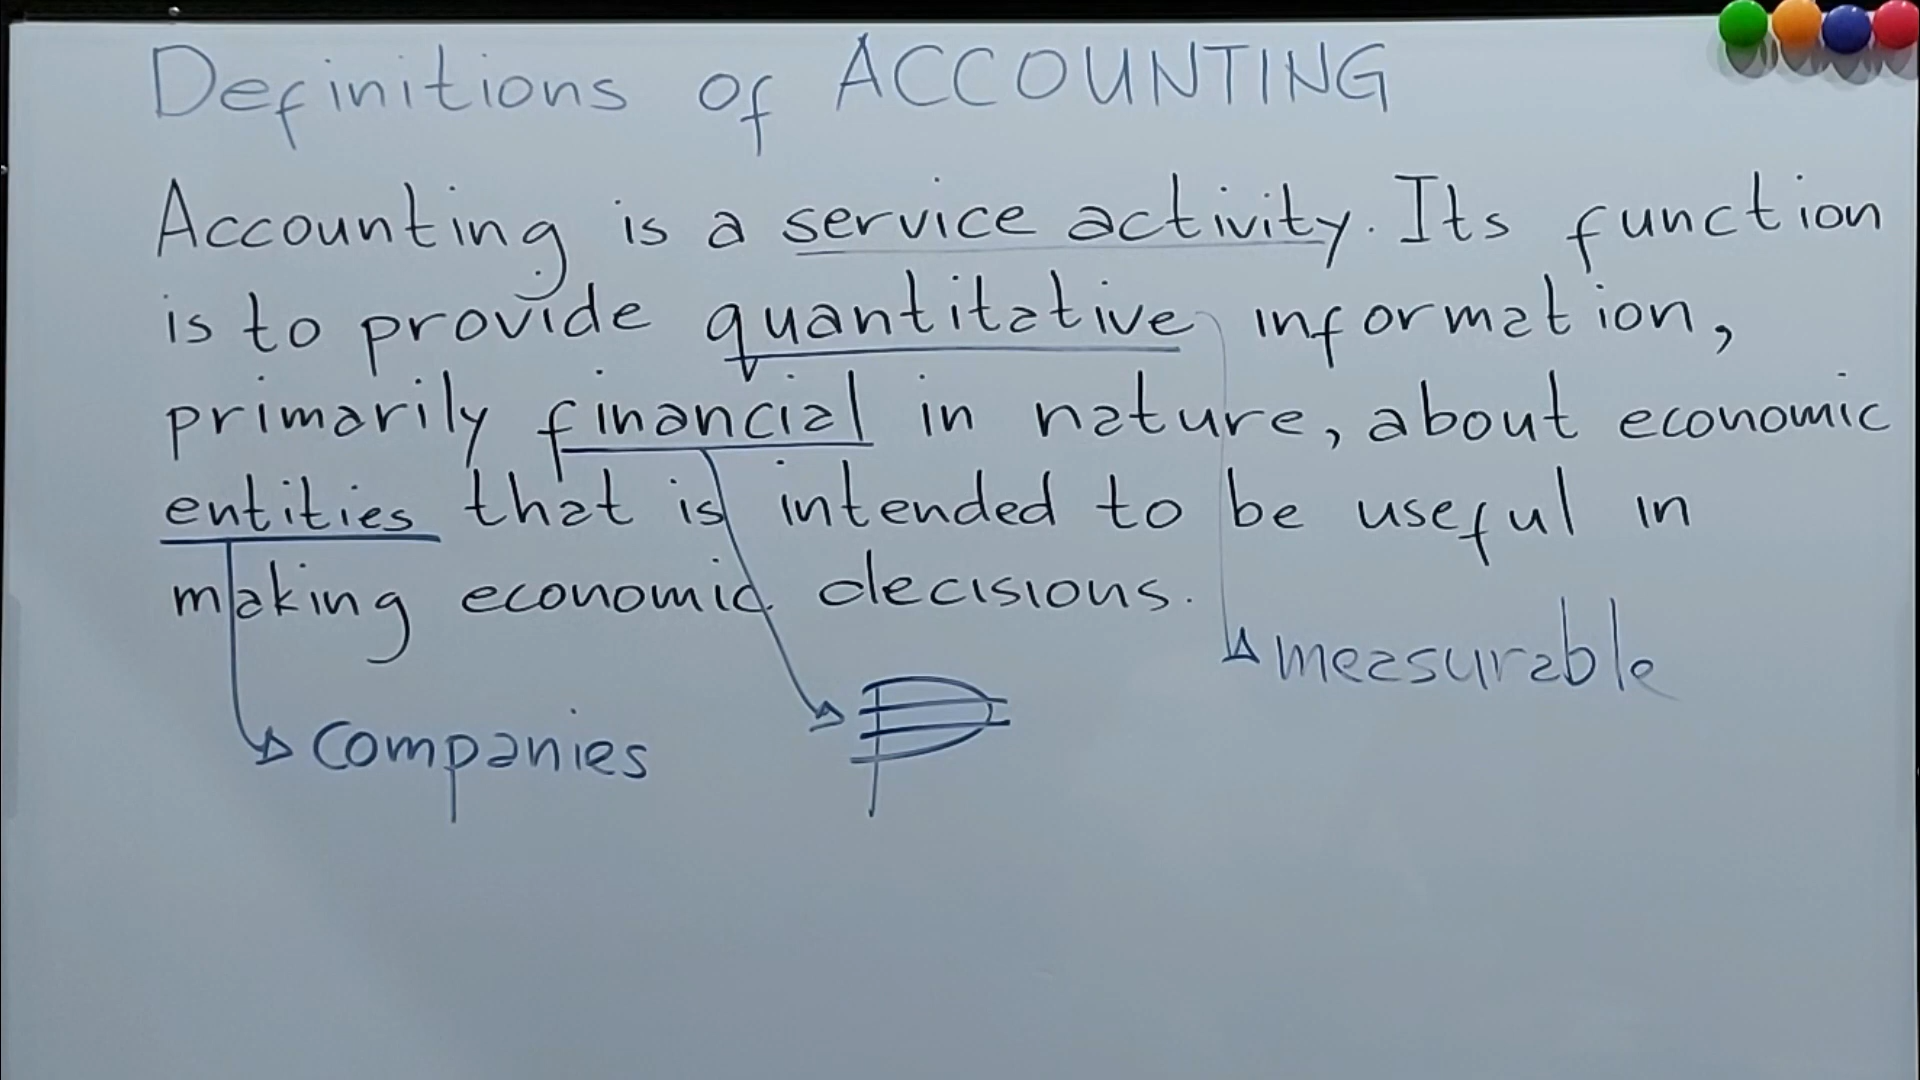 Definitions of ACCOUNTING
Accounting is a service activity. Its function
is to provide quantitative information,
primarily financial in nature, about economic
entities that is intended to be useful in
making economic decisions.
measurable
companies ₱